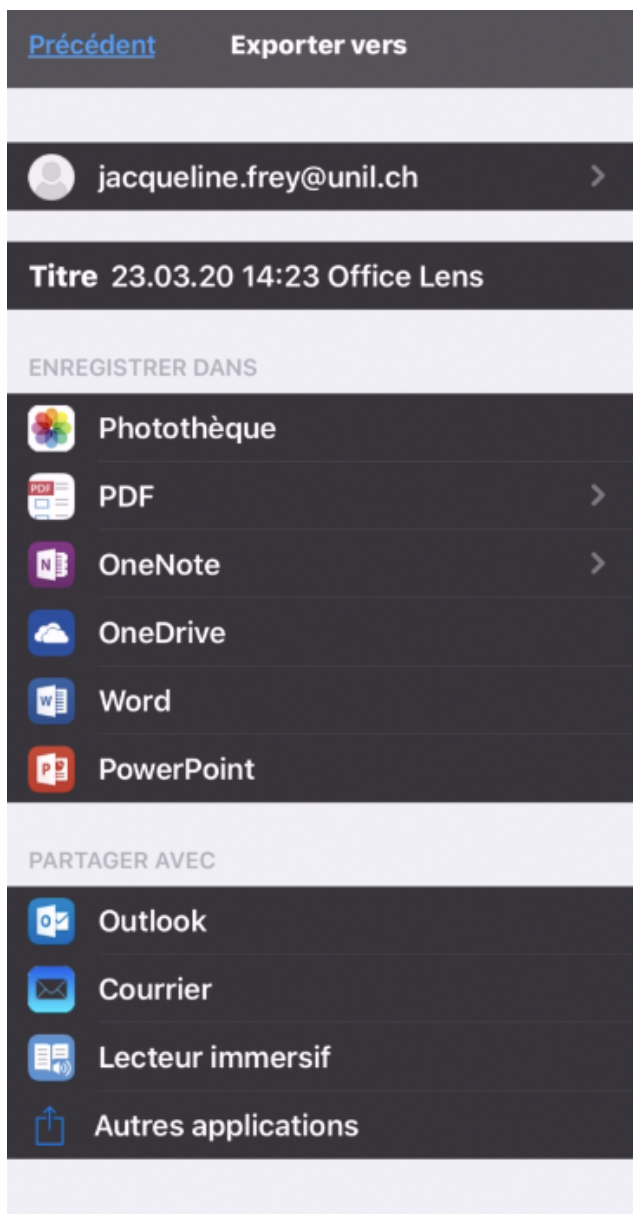 Précédent Exporter vers
jacqueline.frey@unil.ch
Titre 23.03.20 14:23 Office Lens
ENREGISTRER DANS
Photothèque
PDF
PDF
OneNote
OneDrive
Word
PowerPoint
PARTAGER AVEC
Outlook
Courrier
Lecteur immersif
Autres applications